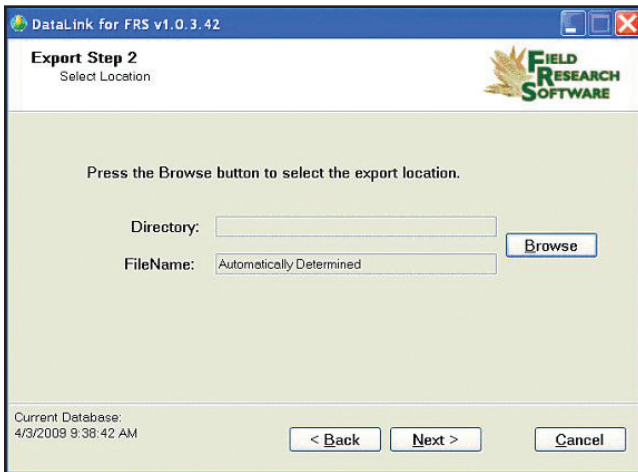 DataLink for FRS v1.0.3.42
Export Step 2
Select Location
FIELD
RESEARCH
SOFTWARE
Press the Browse button to select the export location.
Directory:
Browse
FileName: Automatically Determined
Current Database:
4/3/2009 9:38:42 AM
< Back Next > Cancel